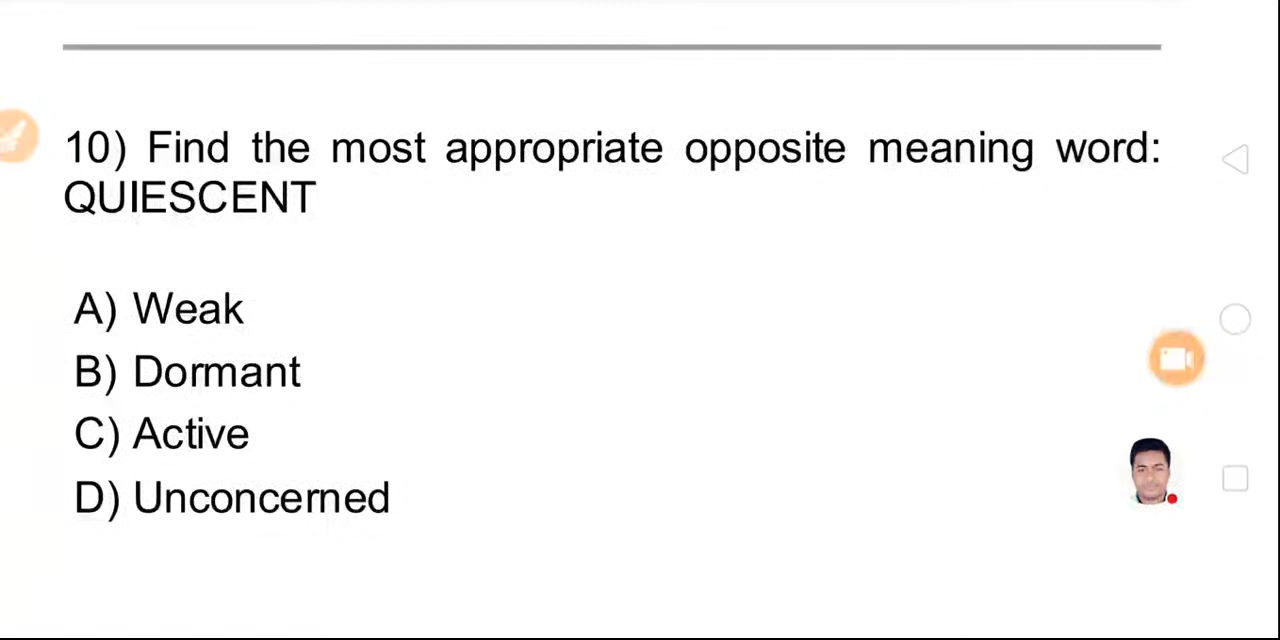 10) Find the most appropriate opposite meaning word:
QUIESCENT
A) Weak
B) Dormant
C) Active
D) Unconcerned